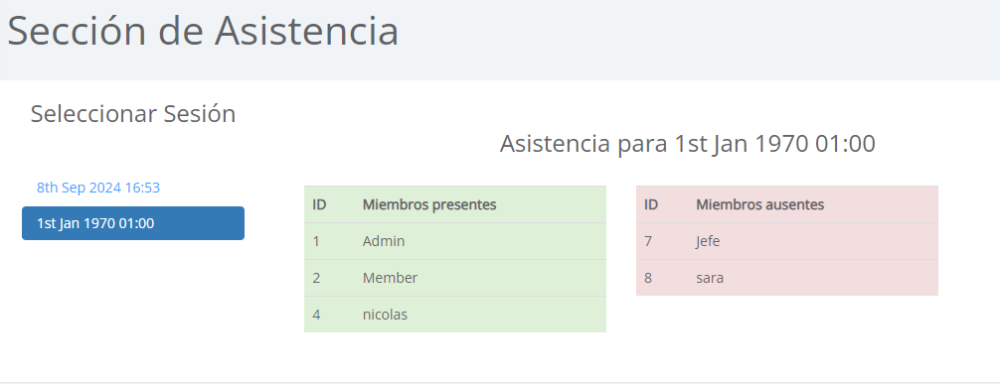 Sección de Asistencia
Seleccionar Sesión
8th Sep 2024 16:53
1st Jan 1970 01:00
Asistencia para 1st Jan 1970 01:00
ID Miembros presentes
1 Admin
2 Member
4 nicolas
ID Miembros ausentes
7 Jefe
8 sara